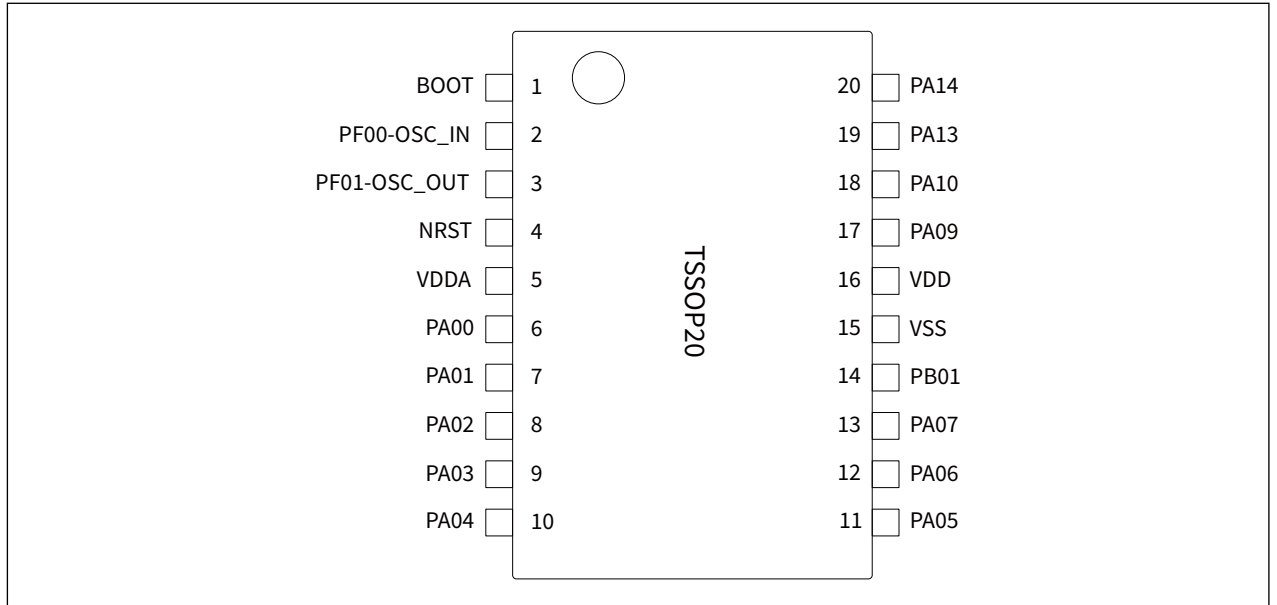 BOOT 1 20 PA14
PF00-OSC_IN 2 19 PA13
PF01-OSC_OUT 3 18 PA10
NRST 4 17 PA09
VDDA 5 16 VDD
PA00 6 15 VSS
PA01 7 14 PB01
PA02 8 13 PA07
PA03 9 12 PA06
PA04 10 11 PA05
TSSOP20